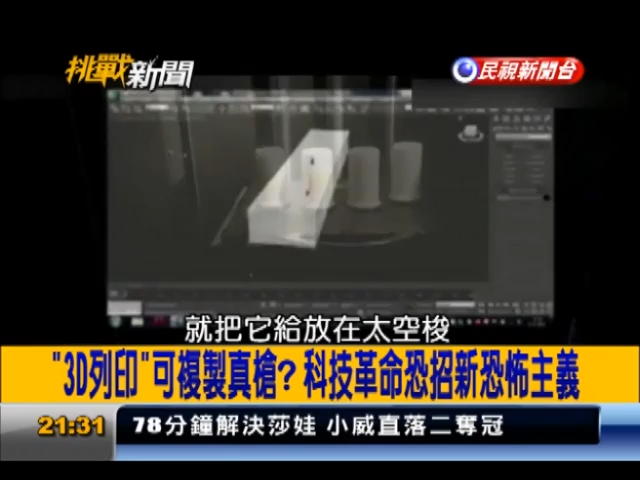 挑戰新聞
民視新聞台
就把它給放在太空梭
"3D列印"可複製真槍? 科技革命恐招新恐怖主義
21:31
78分鐘解決莎娃 小威直落二奪冠